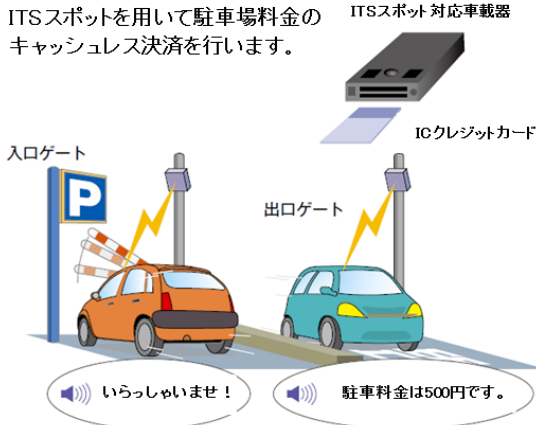 ITSスポットを用いて駐車場料金の
キャッシュレス決済を行います。
ITSスポット対応車載器
ICクレジットカード
入口ゲート
P
出口ゲート
いらっしゃいませ！
駐車料金は500円です。